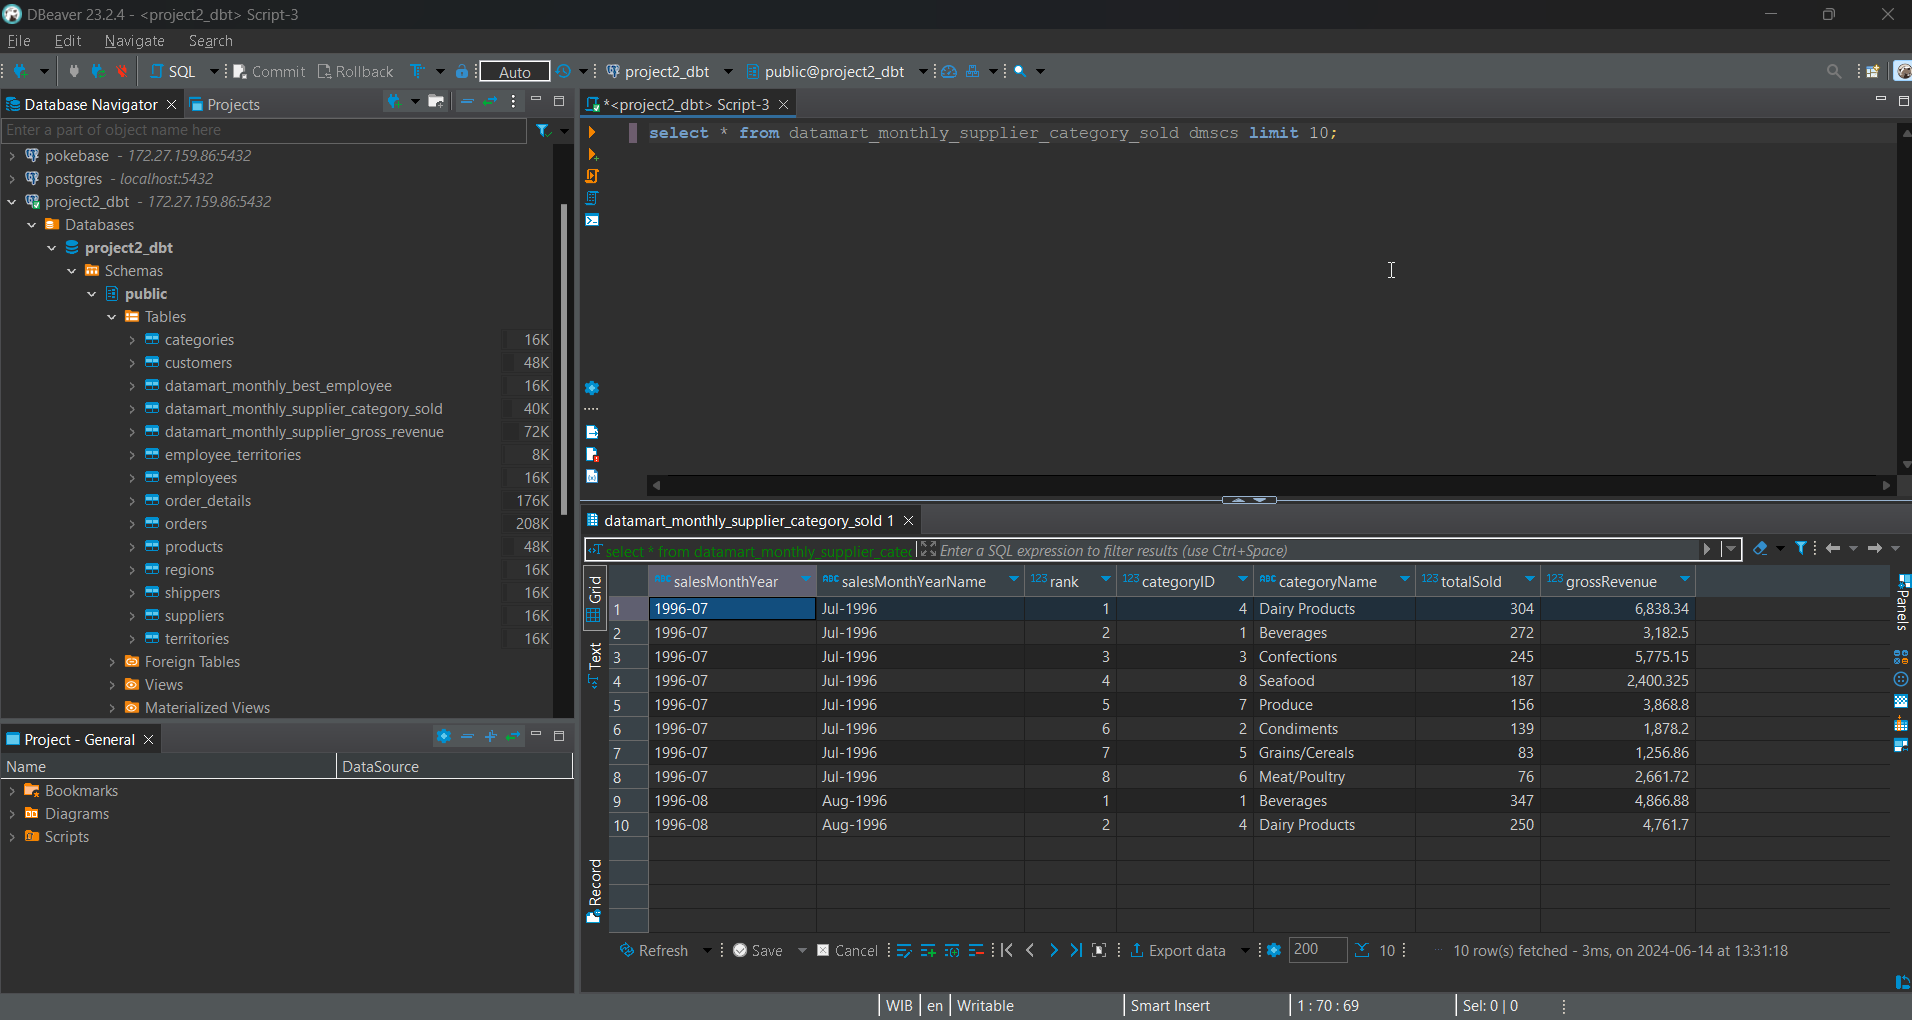 DBeaver 23.2.4 - <project2_dbt> Script-3
File Edit Navigate Search
SQL Commit Rollback Auto project2_dbt public@project2_dbt
Database Navigator Projects
Enter a part of object name here
pokebase - 172.27.159.86:5432
postgres - localhost:5432
project2_dbt - 172.27.159.86:5432
Databases
project2_dbt
Schemas
public
Tables
categories 16K
customers 48K
datamart_monthly_best_employee 16K
datamart_monthly_supplier_category_sold 40K
datamart_monthly_supplier_gross_revenue 72K
employee_territories 8K
employees 16K
order_details 176K
orders 208K
products 48K
regions 16K
shippers 16K
suppliers 16K
territories 16K
Foreign Tables
Views
Materialized Views
Project - General
Name DataSource
Bookmarks
Diagrams
Scripts
*<project2_dbt> Script-3
select * from datamart_monthly_supplier_category_sold dmscs limit 10;
datamart_monthly_supplier_category_sold 1
select * from datamart_monthly_supplier_cate Enter a SQL expression to filter results (use Ctrl+Space)
Grid
Text
Record
Panels
ABC salesMonthYear ABC salesMonthYearName 123 rank 123 categoryID ABC categoryName 123 totalSold 123 grossRevenue
1 1996-07 Jul-1996 1 4 Dairy Products 304 6,838.34
2 1996-07 Jul-1996 2 1 Beverages 272 3,182.5
3 1996-07 Jul-1996 3 3 Confections 245 5,775.15
4 1996-07 Jul-1996 4 8 Seafood 187 2,400.325
5 1996-07 Jul-1996 5 7 Produce 156 3,868.8
6 1996-07 Jul-1996 6 2 Condiments 139 1,878.2
7 1996-07 Jul-1996 7 5 Grains/Cereals 83 1,256.86
8 1996-07 Jul-1996 8 6 Meat/Poultry 76 2,661.72
9 1996-08 Aug-1996 1 1 Beverages 347 4,866.88
10 1996-08 Aug-1996 2 4 Dairy Products 250 4,761.7
Refresh Save Cancel Export data 200 10 10 row(s) fetched - 3ms, on 2024-06-14 at 13:31:18
WIB en Writable Smart Insert 1 : 70 : 69 Sel: 0 | 0